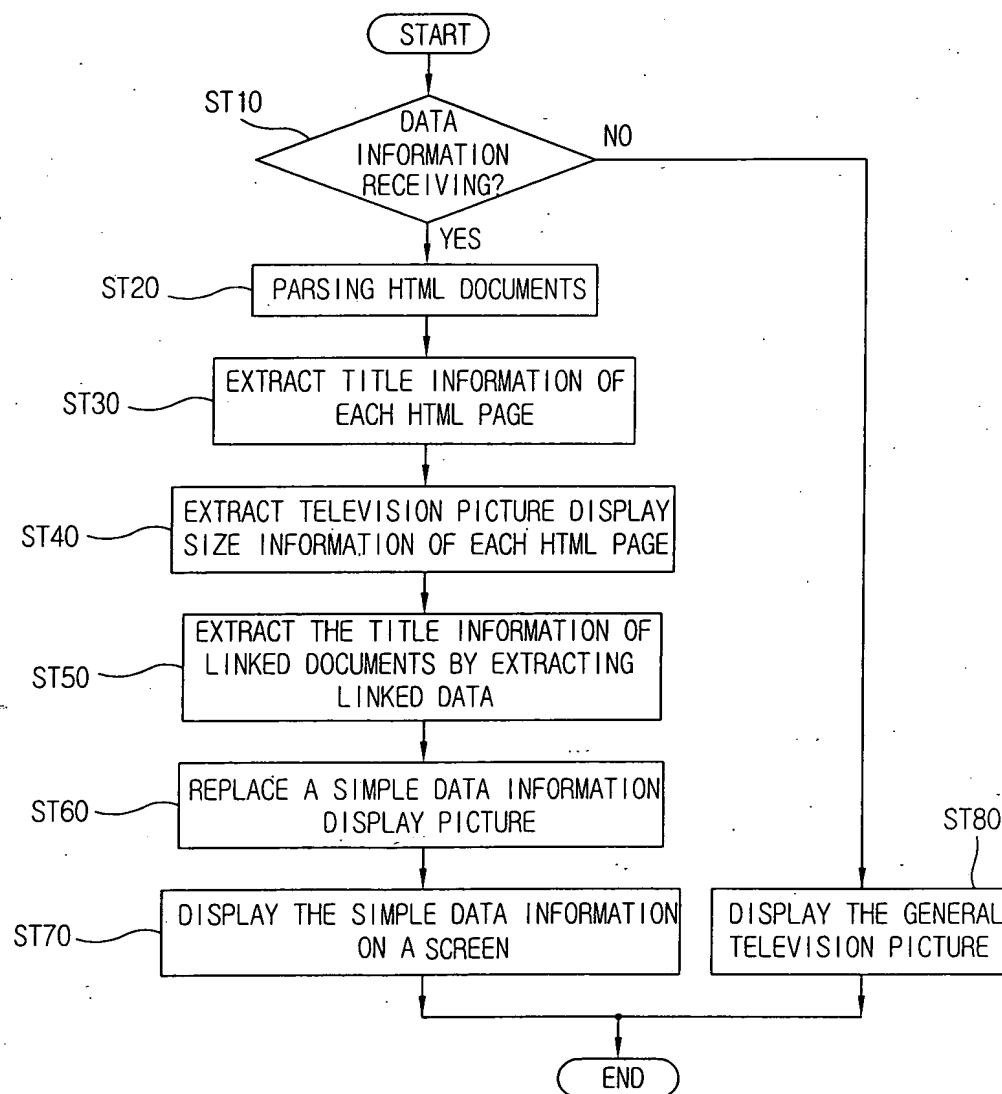 START
ST10
DATA
INFORMATION
RECEIVING?
NO
YES
ST20
PARSING HTML DOCUMENTS
ST30
EXTRACT TITLE INFORMATION OF
EACH HTML PAGE
ST40
EXTRACT TELEVISION PICTURE DISPLAY
SIZE INFORMATION OF EACH HTML PAGE
ST50
EXTRACT THE TITLE INFORMATION OF
LINKED DOCUMENTS BY EXTRACTING
LINKED DATA
ST60
REPLACE A SIMPLE DATA INFORMATION
DISPLAY PICTURE
ST80
ST70
DISPLAY THE SIMPLE DATA INFORMATION
ON A SCREEN
DISPLAY THE GENERAL
TELEVISION PICTURE
END